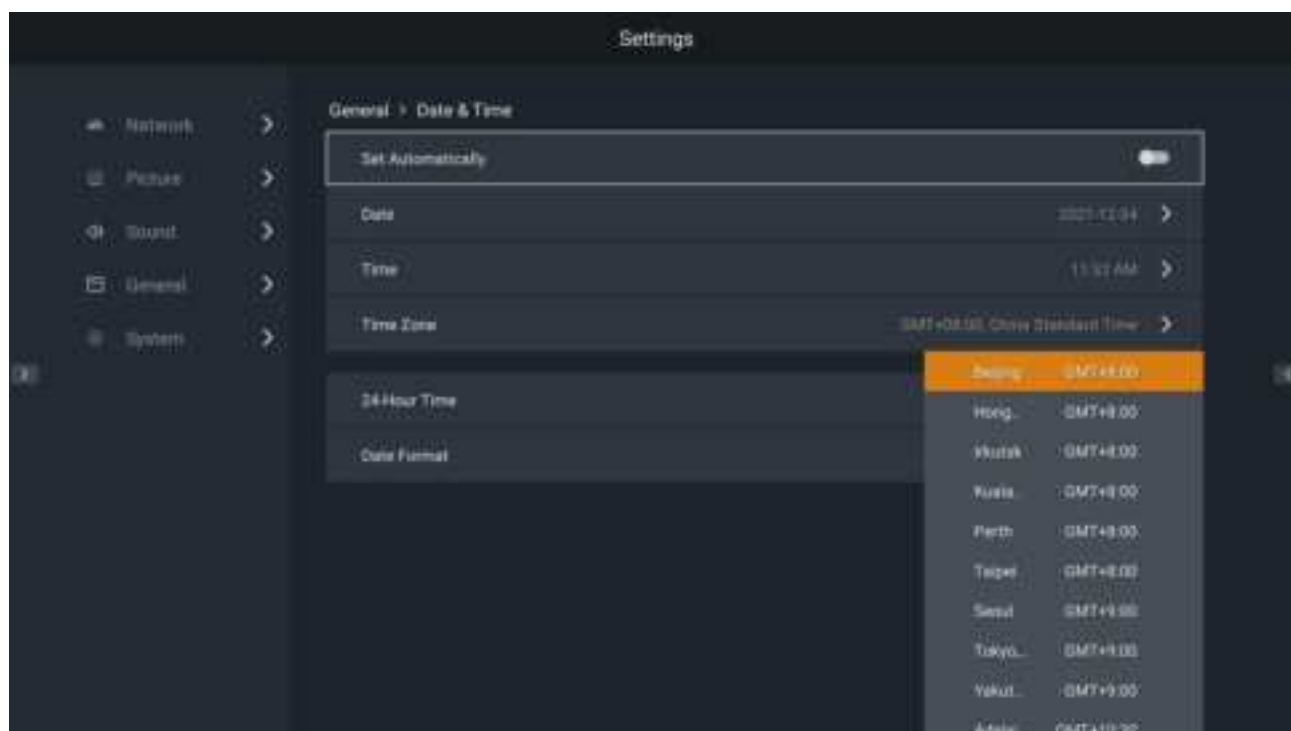 Settings
General > Date & Time
Network
Picture
Sound
General
System
Set Automatically
Date 2021-12-04
Time
Time Zone GMT+08:00, China Standard Time
24-Hour Time
Date Format
Beijing GMT+8:00
Hong... GMT+8:00
Irkutsk GMT+8:00
Kuala... GMT+8:00
Perth GMT+8:00
Taipei GMT+8:00
Seoul GMT+9:00
Tokyo... GMT+9:00
Yakut... GMT+9:00